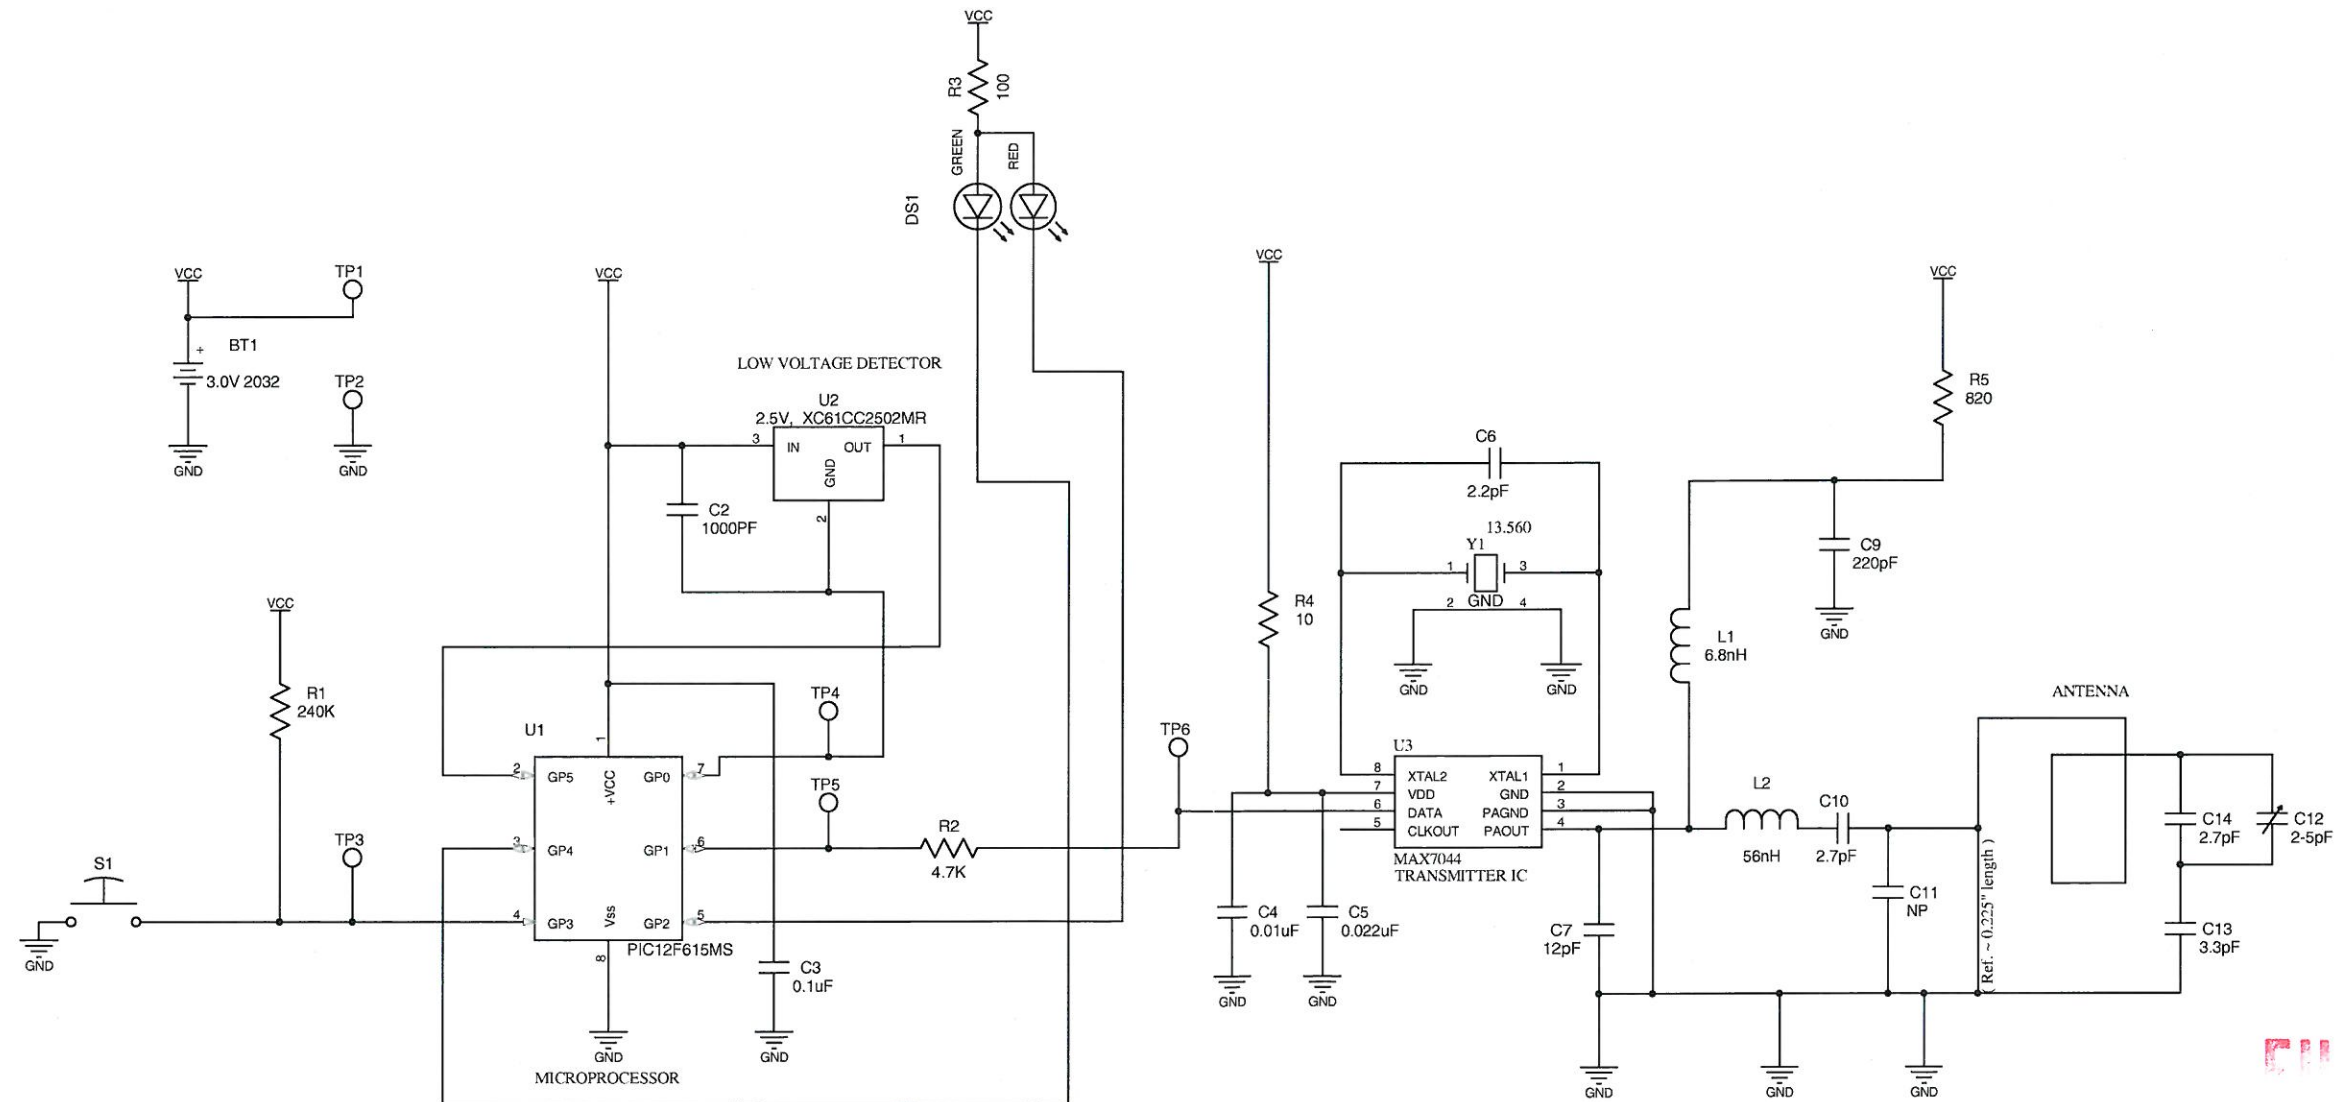 VCC
R3
100
GREEN
RED
DS1
VCC
TP1
BT1
+
3.0V 2032
TP2
GND
GND
VCC
LOW VOLTAGE DETECTOR
U2
2.5V, XC61CC2502MR
3
IN
OUT
1
GND
2
C2
1000PF
VCC
R4
10
C6
2.2pF
13.560
Y1
1
3
GND
2
4
GND
GND
VCC
R5
820
C9
220pF
GND
L1
6.8nH
VCC
R1
240K
U1
1
TP4
2
GP5
+VCC
GP0
7
TP5
3
GP4
GP1
6
R2
4.7K
TP3
S1
4
GP3
Vss
GP2
5
PIC12F615MS
8
GND
C3
0.1uF
GND
GND
MICROPROCESSOR
TP6
U3
8
XTAL2
XTAL1
1
7
VDD
GND
2
6
DATA
PAGND
3
5
CLKOUT
PAOUT
4
MAX7044
TRANSMITTER IC
C4
0.01uF
GND
C5
0.022uF
GND
C7
12pF
L2
56nH
C10
2.7pF
C11
NP
ANTENNA
( Ref. ~ 0.225" length )
C14
2.7pF
C12
2-5pF
C13
3.3pF
GND
GND
GND